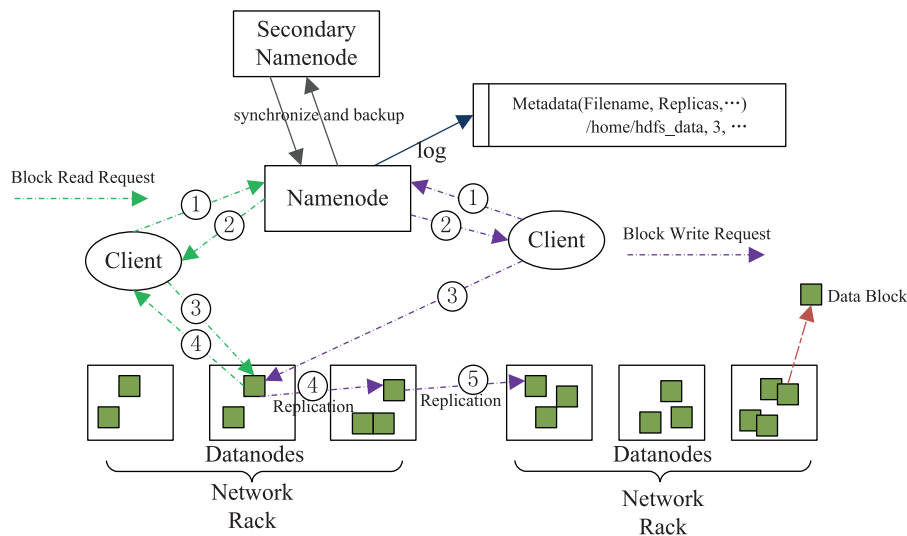 Secondary
Namenode
synchronize and backup
Metadata(Filename, Replicas,⋯)
/home/hdfs_data, 3, ⋯
log
Block Read Request
Namenode
①
②
①
②
Client
Client
Block Write Request
③
④
③
Data Block
④
Replication
⑤
Replication
Datanodes
Datanodes
Network
Rack
Network
Rack